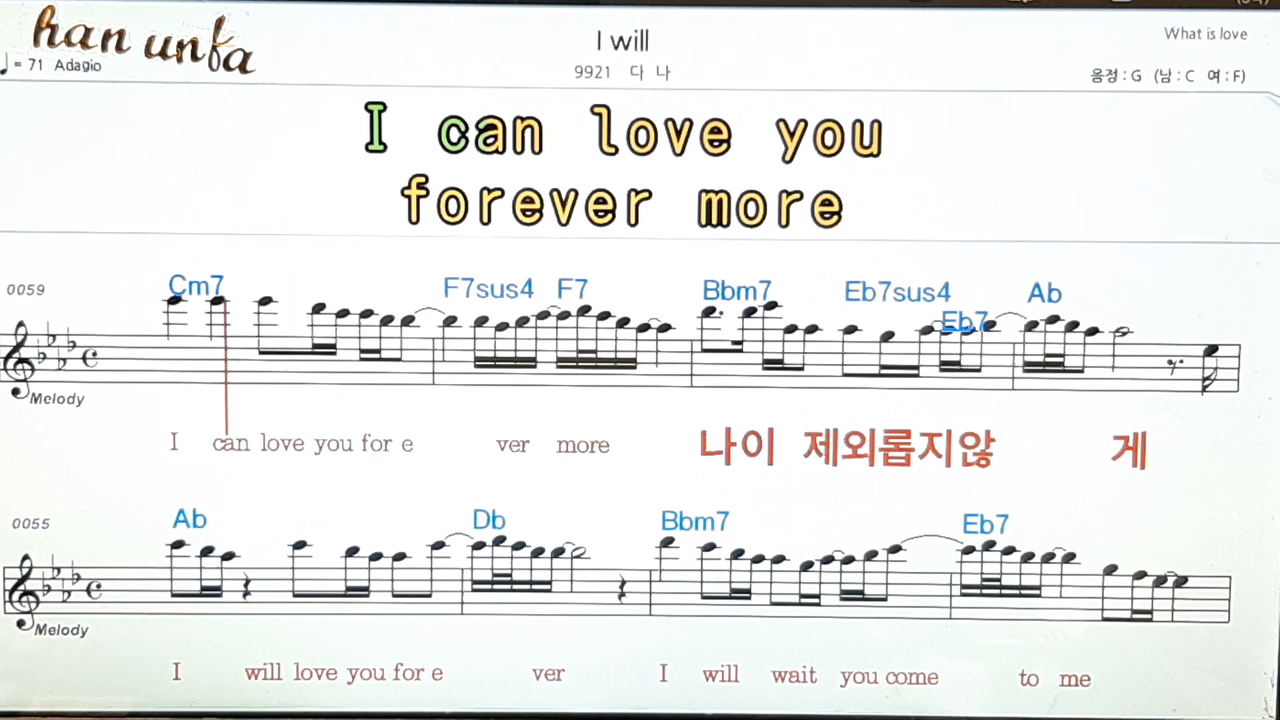 han unfa
I will
What is love
♩= 71 Adagio
9921 다 나
음정 : G (남 : C 여 : F)
I can love you
forever more
0059
Cm7 F7sus4 F7 Bbm7 Eb7sus4 Eb7 Ab
Melody
I can love you for e ver more 나이 제외롭지않 게
0055
Ab Db Bbm7 Eb7
Melody
I will love you for e ver I will wait you come to me